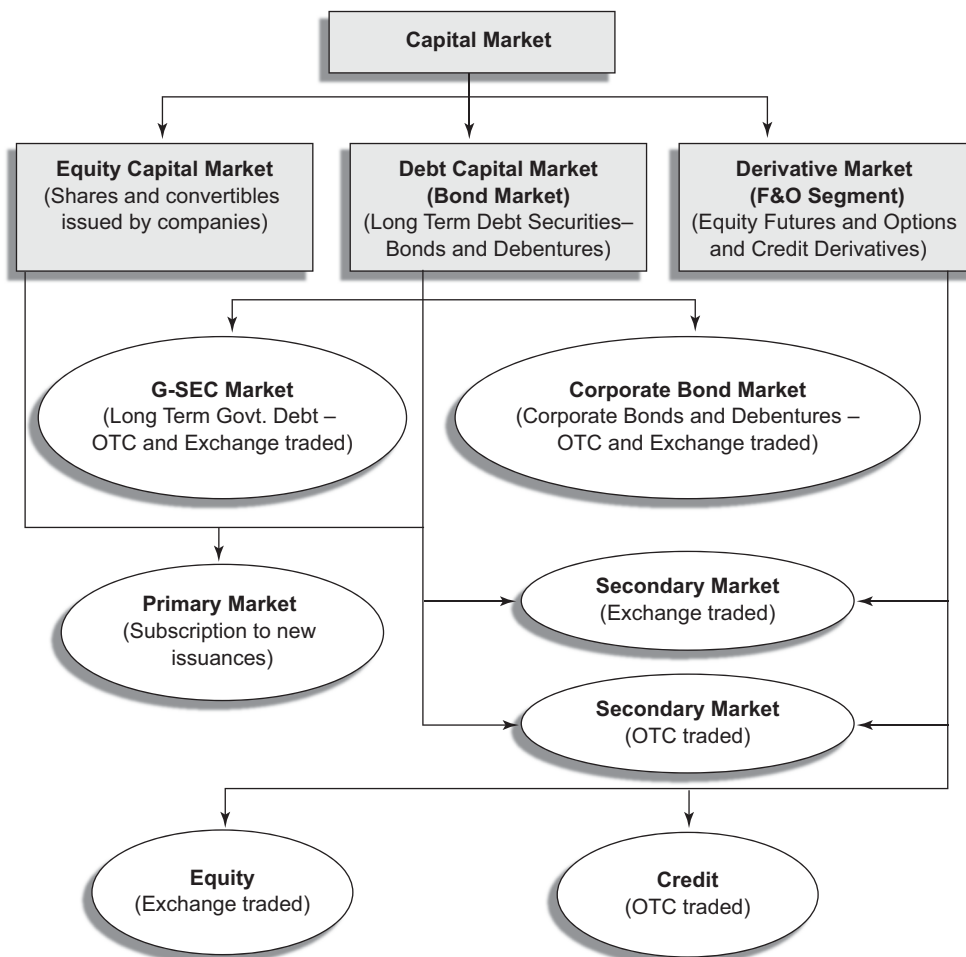 Capital Market
Equity Capital Market
(Shares and convertibles
issued by companies)
Debt Capital Market
(Bond Market)
(Long Term Debt Securities–
Bonds and Debentures)
Derivative Market
(F&O Segment)
(Equity Futures and Options
and Credit Derivatives)
G-SEC Market
(Long Term Govt. Debt –
OTC and Exchange traded)
Corporate Bond Market
(Corporate Bonds and Debentures –
OTC and Exchange traded)
Primary Market
(Subscription to new
issuances)
Secondary Market
(Exchange traded)
Secondary Market
(OTC traded)
Equity
(Exchange traded)
Credit
(OTC traded)